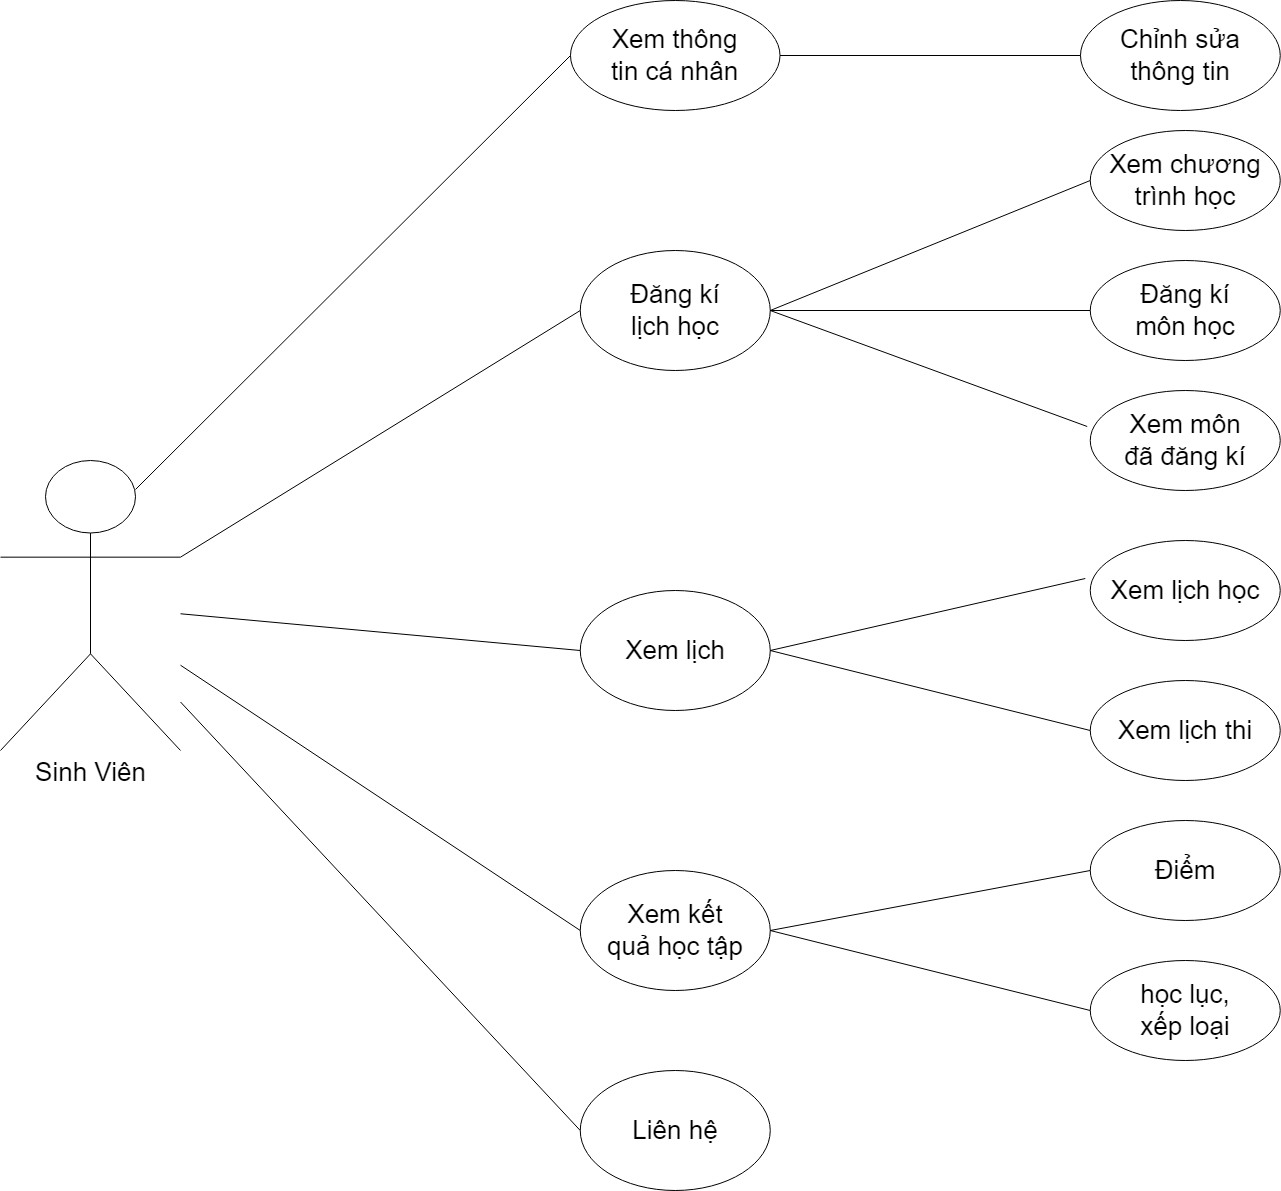 Xem thông
tin cá nhân
Chỉnh sửa
thông tin
Xem chương
trình học
Đăng kí
lịch học
Đăng kí
môn học
Xem môn
đã đăng kí
Xem lịch học
Xem lịch
Xem lịch thi
Sinh Viên
Điểm
Xem kết
quả học tập
học lục,
xếp loại
Liên hệ